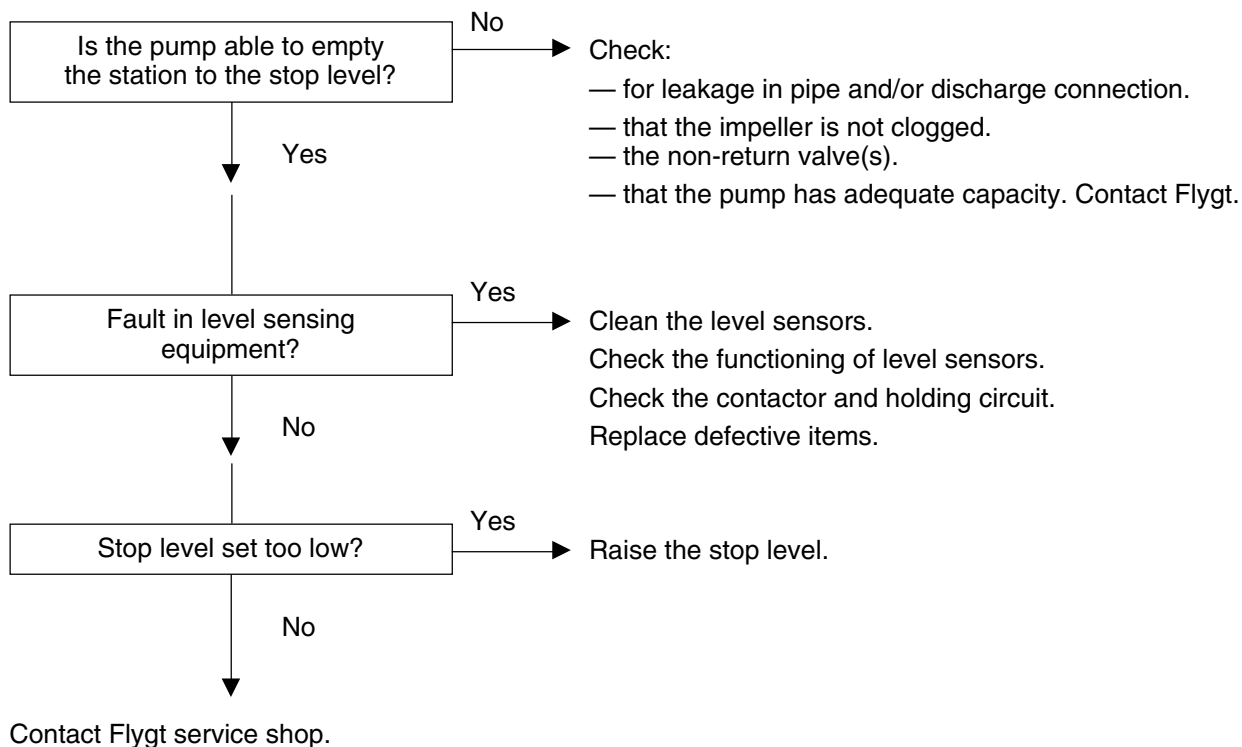 Is the pump able to empty
the station to the stop level?
No
Check:
— for leakage in pipe and/or discharge connection.
— that the impeller is not clogged.
— the non-return valve(s).
— that the pump has adequate capacity. Contact Flygt.
Yes
Fault in level sensing
equipment?
Yes
Clean the level sensors.
Check the functioning of level sensors.
Check the contactor and holding circuit.
Replace defective items.
No
Stop level set too low?
Yes
Raise the stop level.
No
Contact Flygt service shop.